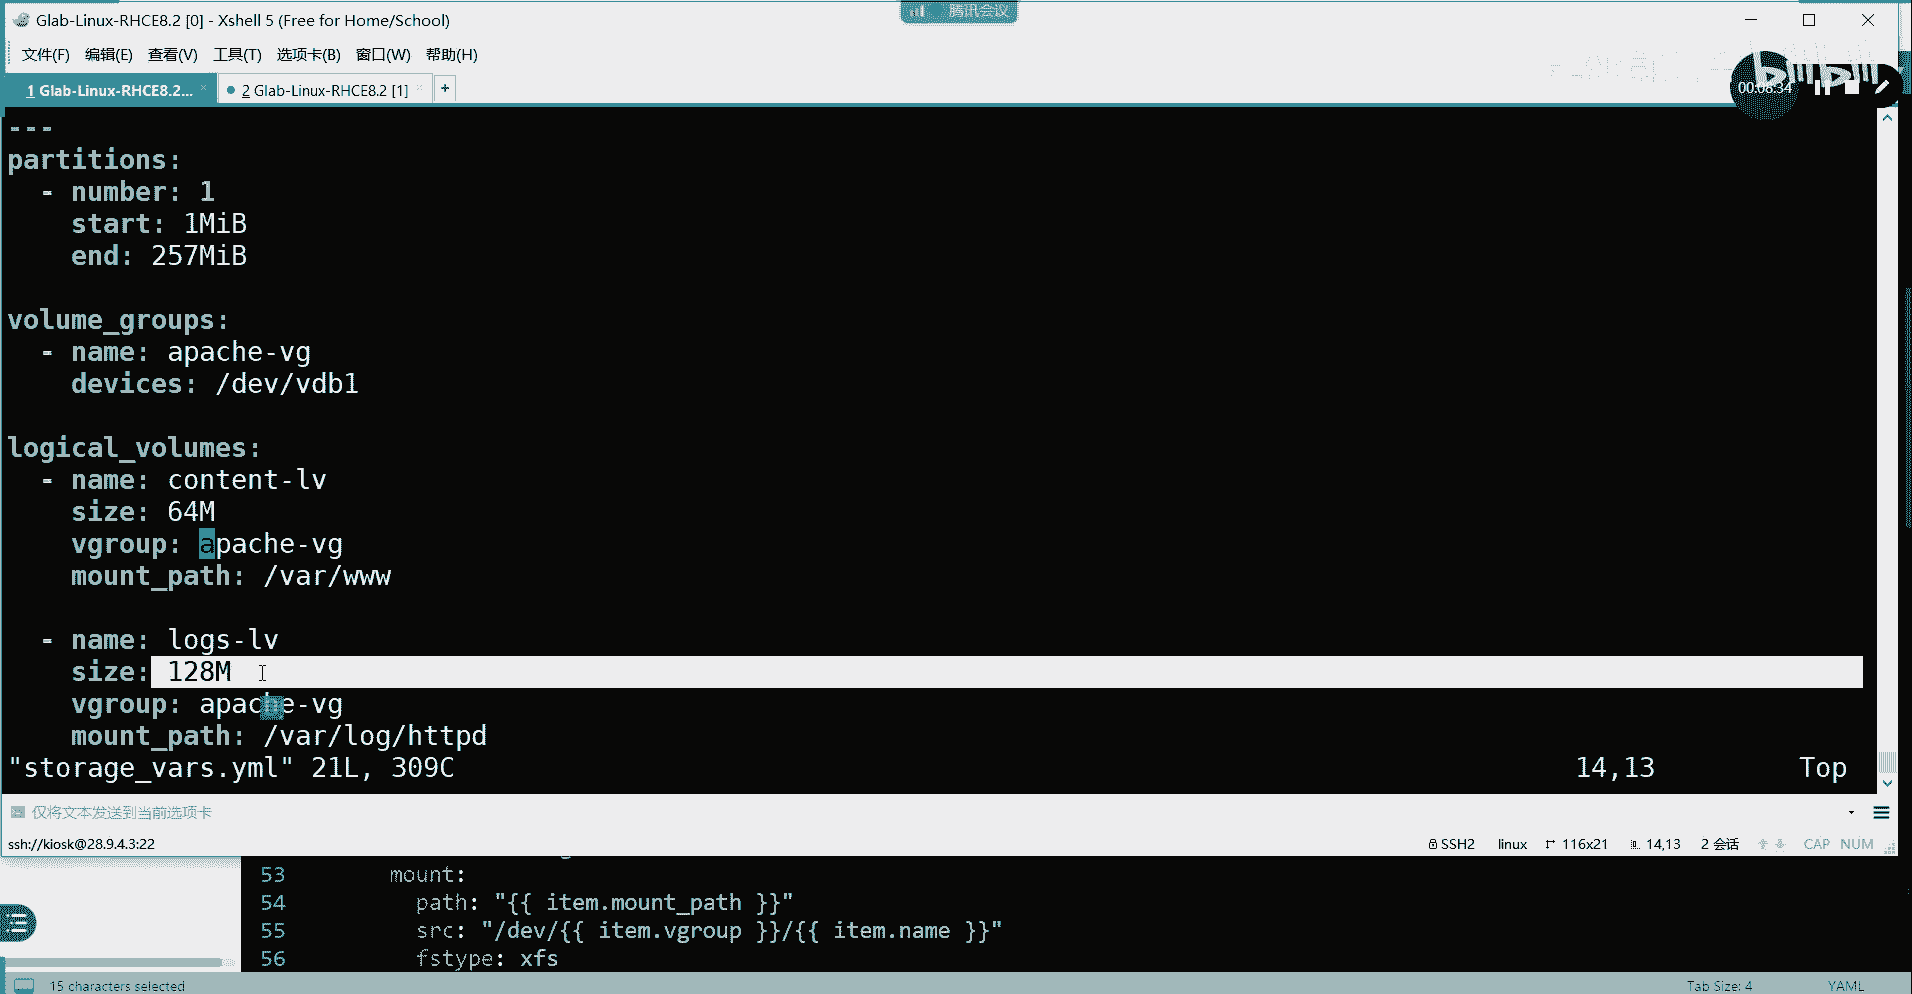 Glab-Linux-RHCE8.2 [0] - Xshell 5 (Free for Home/School)
腾讯会议
文件(F) 编辑(E) 查看(V) 工具(T) 选项卡(B) 窗口(W) 帮助(H)
bilibili
1 Glab-Linux-RHCE8.2... × 2 Glab-Linux-RHCE8.2 [1] × +
00:08:34
---
partitions:
  - number: 1
    start: 1MiB
    end: 257MiB
volume_groups:
  - name: apache-vg
    devices: /dev/vdb1
logical_volumes:
  - name: content-lv
    size: 64M
    vgroup: apache-vg
    mount_path: /var/www
  - name: logs-lv
    size: 128M
    vgroup: apache-vg
    mount_path: /var/log/httpd
"storage_vars.yml" 21L, 309C 14,13 Top
仅将文本发送到当前选项卡
ssh://kiosk@28.9.4.3:22 SSH2 linux 116x21 14,13 2 会话 CAP NUM
53 mount:
54 path: "{{ item.mount_path }}"
55 src: "/dev/{{ item.vgroup }}/{{ item.name }}"
56 fstype: xfs
15 characters selected Tab Size: 4 YAML